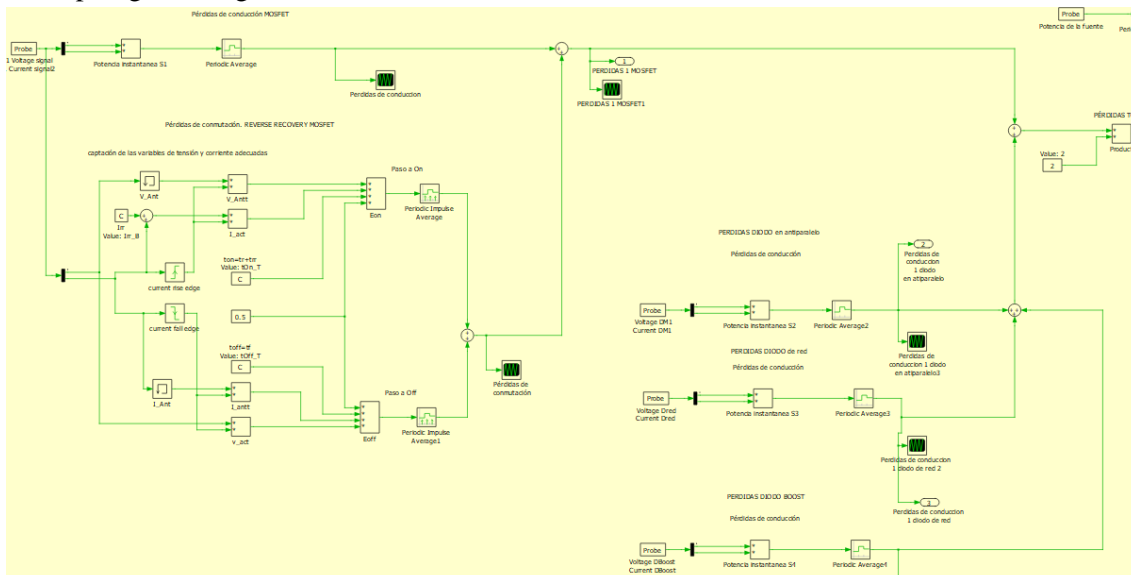 Pérdidas de conducción MOSFET
Probe
1 Voltage signal
Current signal2
Potencia instantanea S1
Periodic Average
Perdidas de conduccion
1
PERDIDAS 1 MOSFET
PERDIDAS 1 MOSFET1
Probe
Potencia de la fuente
Pérdidas de conmutación. REVERSE RECOVERY MOSFET
captación de las variables de tensión y corriente adecuadas
V_Ant
V_Antt
C
Irr
Value: Irr_B
I_act
current rise edge
current fall edge
ton=tr+trr
Value: tOn_T
C
0.5
toff=tf
Value: tOff_T
C
I_Ant
I_antt
v_act
Paso a On
Eon
Periodic Impulse
Average
Paso a Off
Eoff
Periodic Impulse
Average1
Pérdidas de
conmutación
PÉRDIDAS
Value: 2
2
Product
PERDIDAS DIODO en antiparalelo
Pérdidas de conducción
Probe
Voltage DM1
Current DM1
Potencia instantanea S2
Periodic Average2
2
Perdidas de
conduccion
1 diodo
en atiparalelo
Perdidas de
conduccion 1 diodo
en atiparalelo3
PERDIDAS DIODO de red
Pérdidas de conducción
Probe
Voltage Dred
Current Dred
Potencia instantanea S3
Periodic Average3
Perdidas de conduccion
1 diodo de red 2
3
Perdidas de conduccion
1 diodo de red
PERDIDAS DIODO BOOST
Pérdidas de conducción
Probe
Voltage DBoost
Current DBoost
Potencia instantanea S4
Periodic Average4